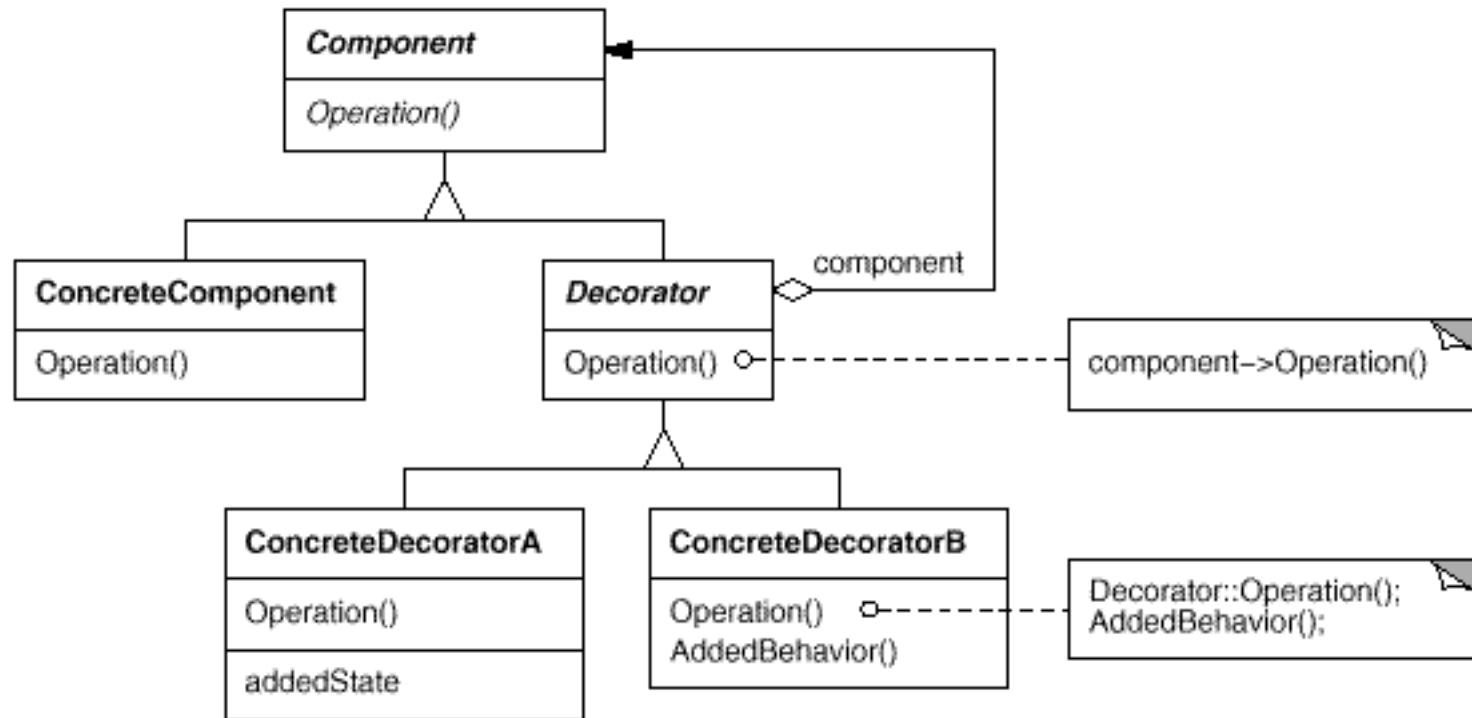 Component
Operation()
component
ConcreteComponent
Operation()
Decorator
Operation()
component–>Operation()
ConcreteDecoratorA
Operation()
addedState
ConcreteDecoratorB
Operation()
AddedBehavior()
Decorator::Operation();
AddedBehavior();